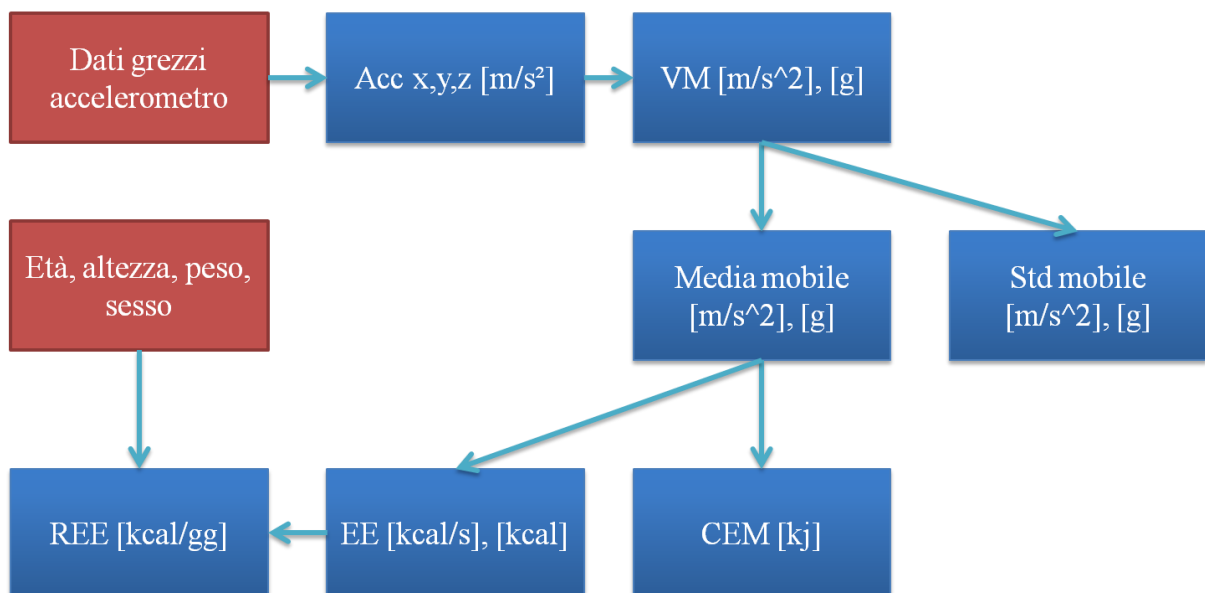 Dati grezzi
accelerometro
Acc x,y,z [m/s²]
VM [m/s^2], [g]
Età, altezza, peso,
sesso
Media mobile
[m/s^2], [g]
Std mobile
[m/s^2], [g]
REE [kcal/gg]
EE [kcal/s], [kcal]
CEM [kj]